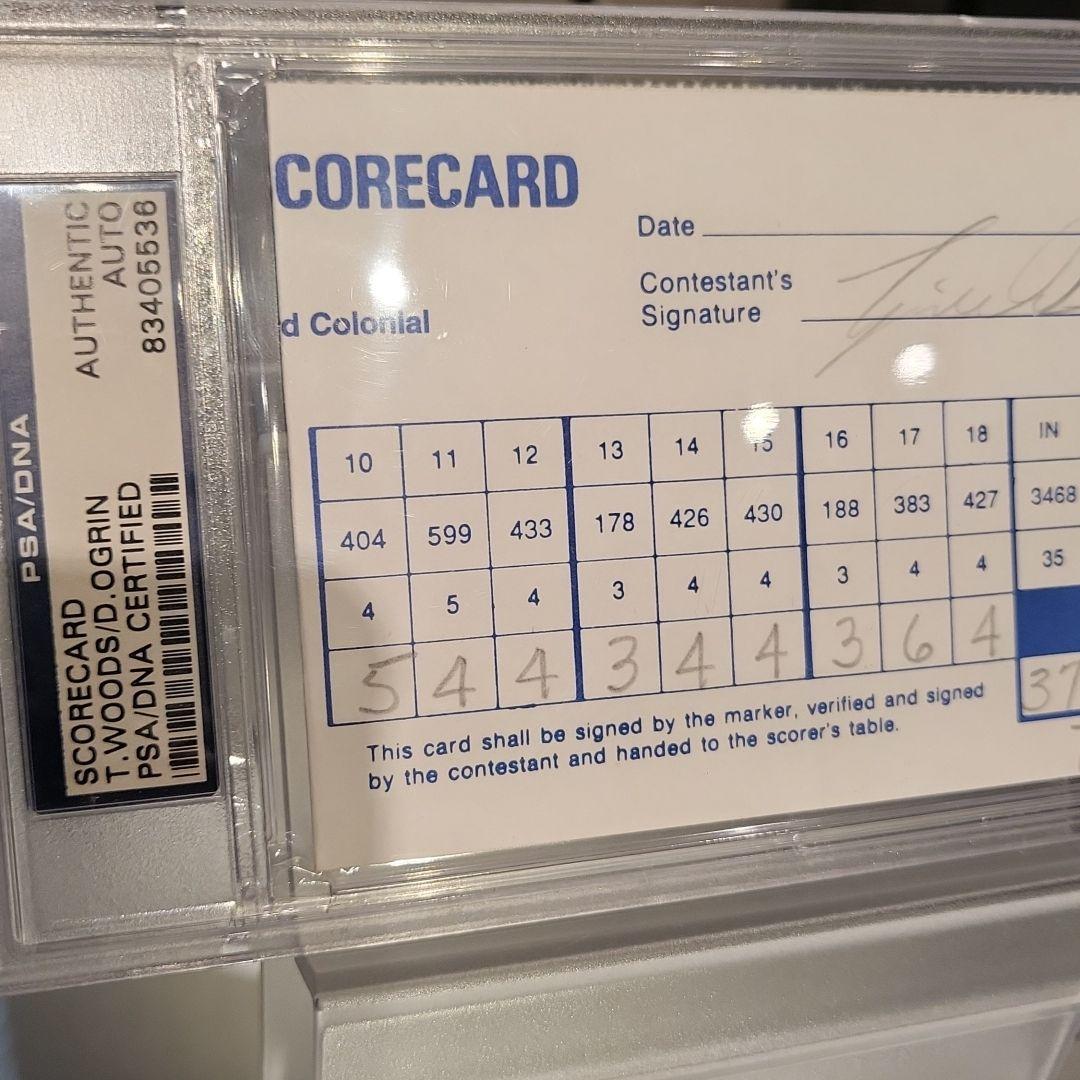 PSA/DNA
SCORECARD AUTHENTIC
T.WOODS/D.OGRIN AUTO
PSA/DNA CERTIFIED 83405536
CORECARD
Date
Contestant's
Signature
d Colonial
10 11 12 13 14 15 16 17 18 IN
404 599 433 178 426 430 188 383 427 3468
4 5 4 3 4 4 3 4 4 35
5 4 4 3 4 4 3 6 4 37
This card shall be signed by the marker, verified and signed
by the contestant and handed to the scorer's table.